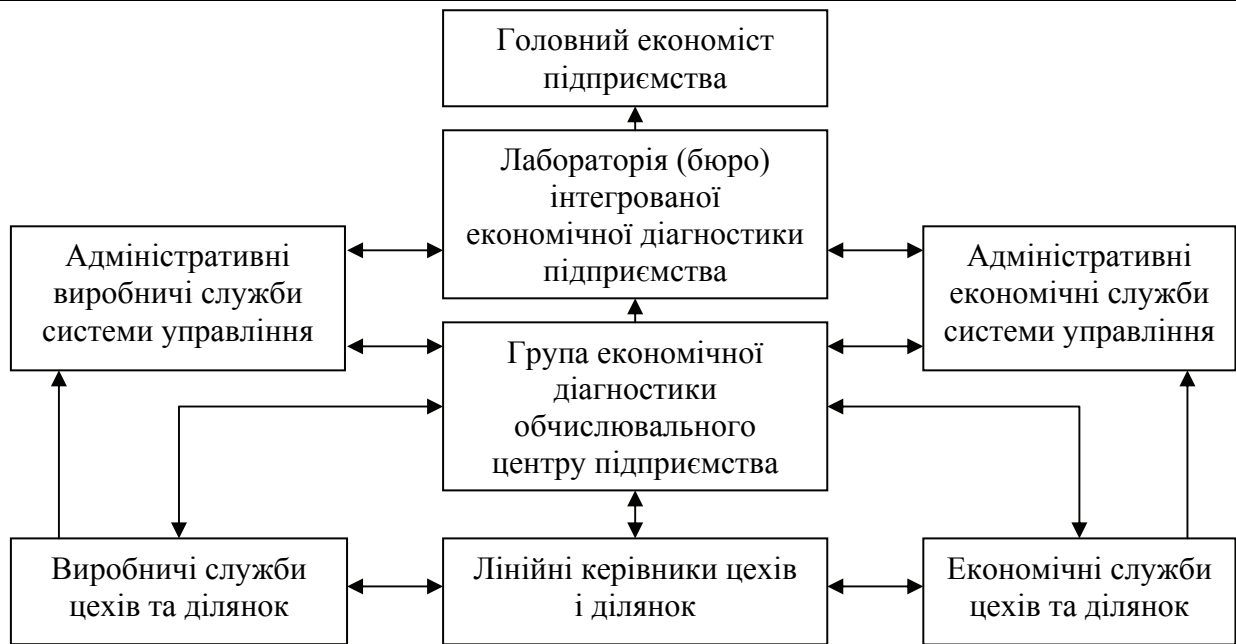 Головний економіст
підприємства
Лабораторія (бюро)
інтегрованої
економічної діагностики
підприємства
Адміністративні
виробничі служби
системи управління
Адміністративні
економічні служби
системи управління
Група економічної
діагностики
обчислювального
центру підприємства
Виробничі служби
цехів та ділянок
Лінійні керівники цехів
і ділянок
Економічні служби
цехів та ділянок